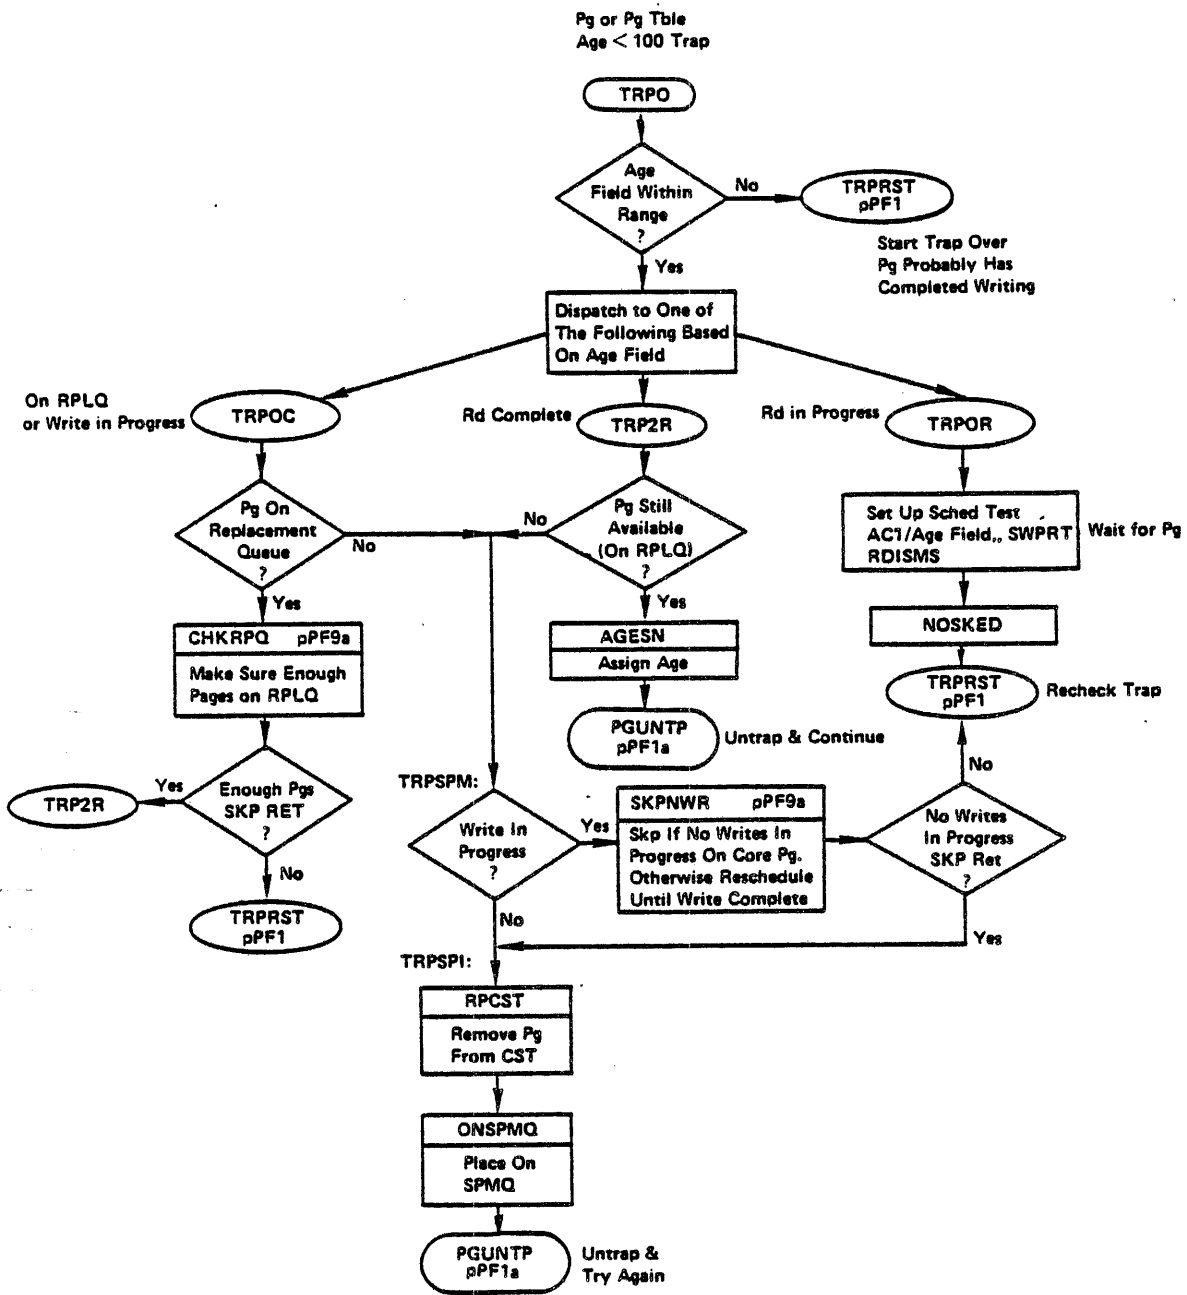 Pg or Pg Tble
Age < 100 Trap
TRPO
Age
Field Within
Range
?
No
TRPRST
pPF1
Start Trap Over
Pg Probably Has
Completed Writing
Yes
Dispatch to One of
The Following Based
On Age Field
On RPLQ
or Write in Progress
TRPOC
Rd Complete
TRP2R
Rd in Progress
TRPOR
Pg On
Replacement
Queue
?
No
No
Pg Still
Available
(On RPLQ)
?
Set Up Sched Test
AC1/Age Field,, SWPRT
RDISMS
Wait for Pg
Yes
CHKRPQ pPF9a
Make Sure Enough
Pages on RPLQ
Yes
AGESN
Assign Age
NOSKED
TRPRST
pPF1
Recheck Trap
PGUNTP
pPF1a
Untrap & Continue
TRP2R
Yes
Enough Pgs
SKP RET
?
No
TRPRST
pPF1
TRPSPM:
Write In
Progress
?
Yes
SKPNWR pPF9a
Skp If No Writes In
Progress On Core Pg.
Otherwise Reschedule
Until Write Complete
No
No Writes
In Progress
SKP Ret
?
No
Yes
TRPSPI:
RPCST
Remove Pg
From CST
ONSPMQ
Place On
SPMQ
PGUNTP
pPF1a
Untrap &
Try Again